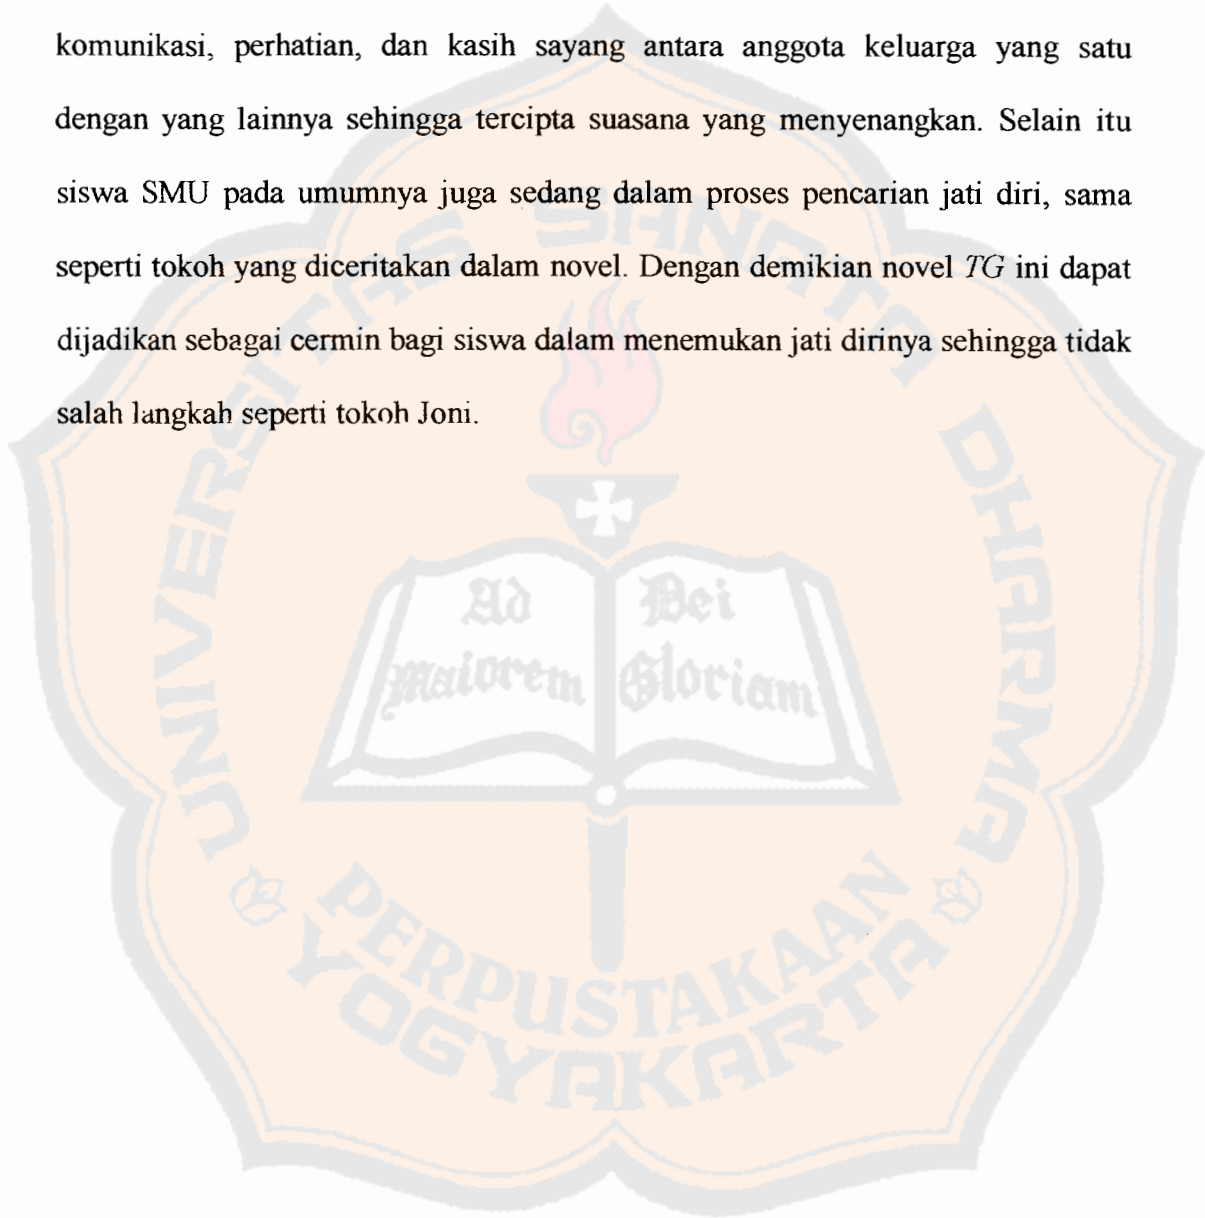 komunikasi, perhatian, dan kasih sayang antara anggota keluarga yang satu
dengan yang lainnya sehingga tercipta suasana yang menyenangkan. Selain itu
siswa SMU pada umumnya juga sedang dalam proses pencarian jati diri, sama
seperti tokoh yang diceritakan dalam novel. Dengan demikian novel TG ini dapat
dijadikan sebagai cermin bagi siswa dalam menemukan jati dirinya sehingga tidak
salah langkah seperti tokoh Joni.
UNIVERSITAS SANATA DHARMA
Ad Dei
maiorem Gloriam
PERPUSTAKAAN
YOGYAKARTA